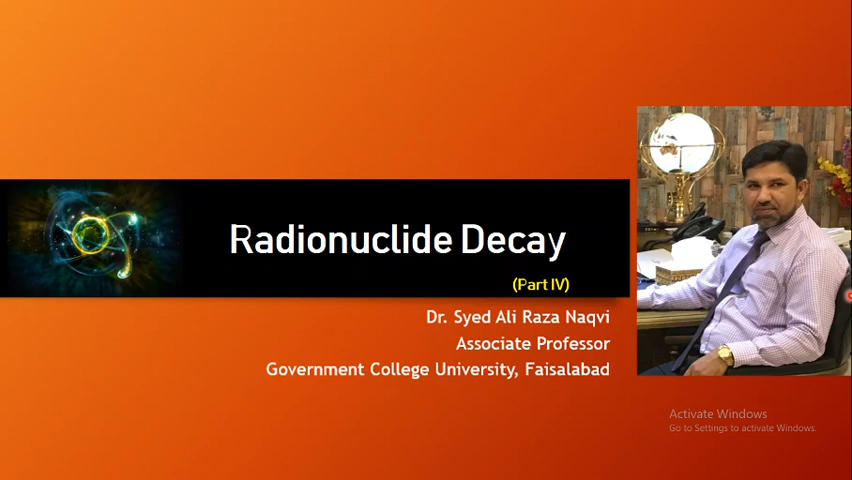 Radionuclide Decay
(Part IV)
Dr. Syed Ali Raza Naqvi
Associate Professor
Government College University, Faisalabad
Activate Windows
Go to Settings to activate Windows.